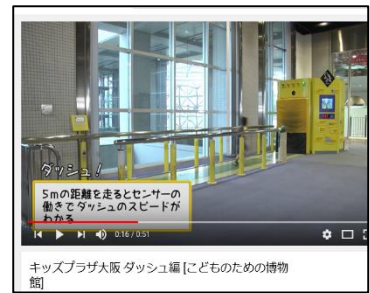 ダッシュ!
5mの距離を走るとセンサーの
働きでダッシュのスピードが
わかる
0:16 / 0:51
キッズプラザ大阪 ダッシュ編 [こどものための博物
館]